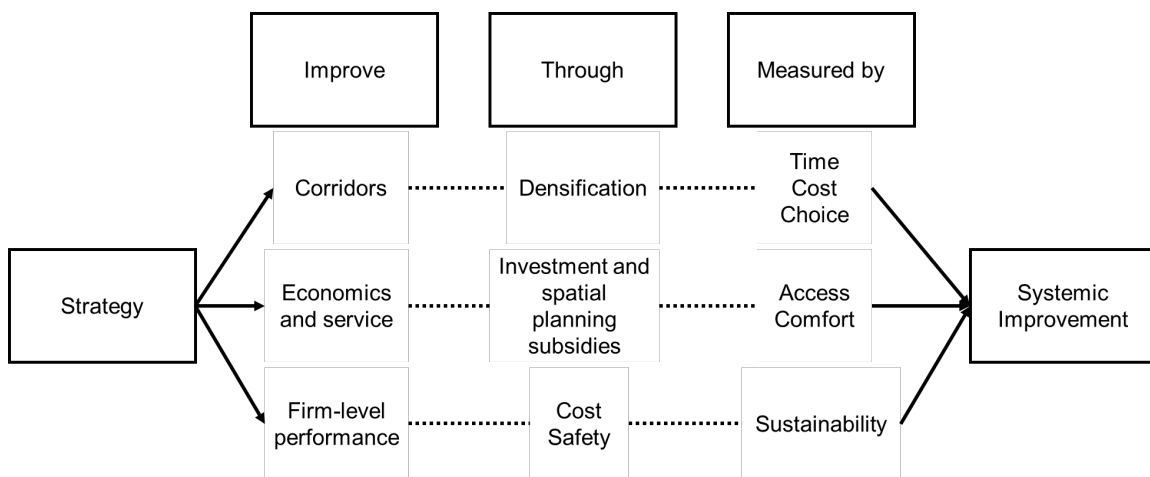 Improve
Through
Measured by
Corridors
Densification
Time
Cost
Choice
Strategy
Economics
and service
Investment and
spatial
planning
subsidies
Access
Comfort
Systemic
Improvement
Firm-level
performance
Cost
Safety
Sustainability